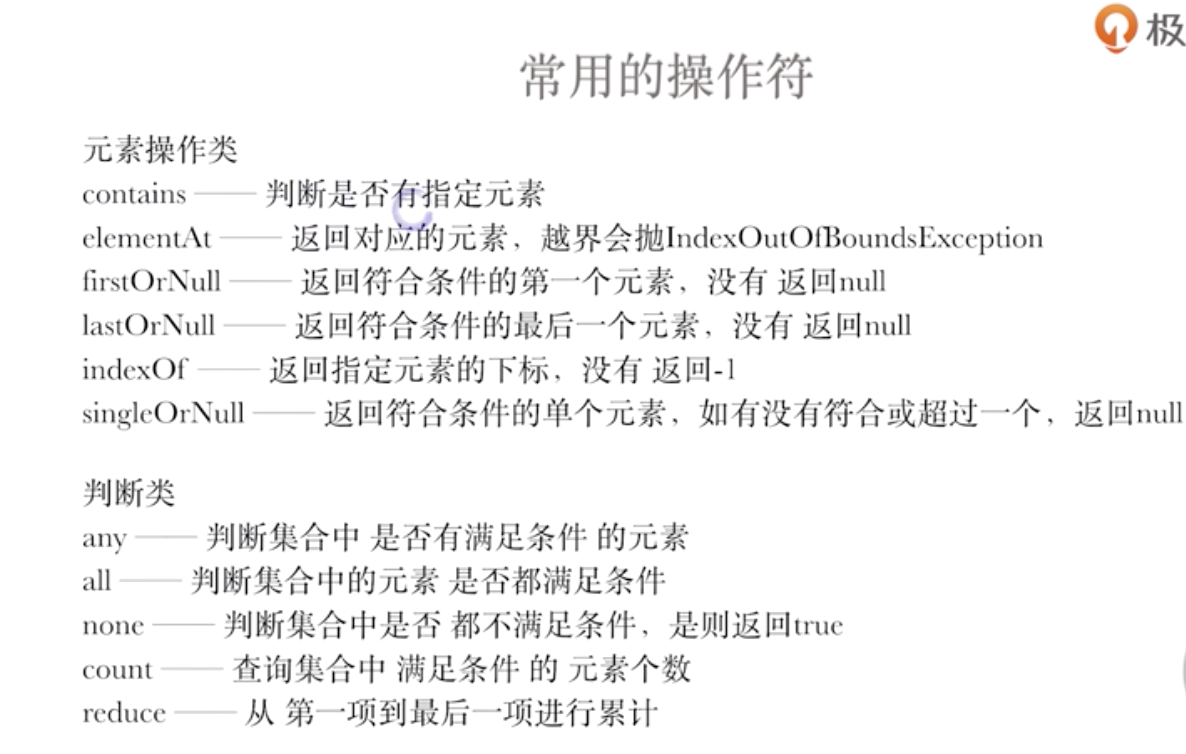 极
常用的操作符
元素操作类
contains —— 判断是否有指定元素
elementAt —— 返回对应的元素，越界会抛IndexOutOfBoundsException
firstOrNull —— 返回符合条件的第一个元素，没有 返回null
lastOrNull —— 返回符合条件的最后一个元素，没有 返回null
indexOf —— 返回指定元素的下标，没有 返回-1
singleOrNull —— 返回符合条件的单个元素，如有没有符合或超过一个，返回null
判断类
any —— 判断集合中 是否有满足条件 的元素
all —— 判断集合中的元素 是否都满足条件
none —— 判断集合中是否 都不满足条件，是则返回true
count —— 查询集合中 满足条件 的 元素个数
reduce —— 从 第一项到最后一项进行累计